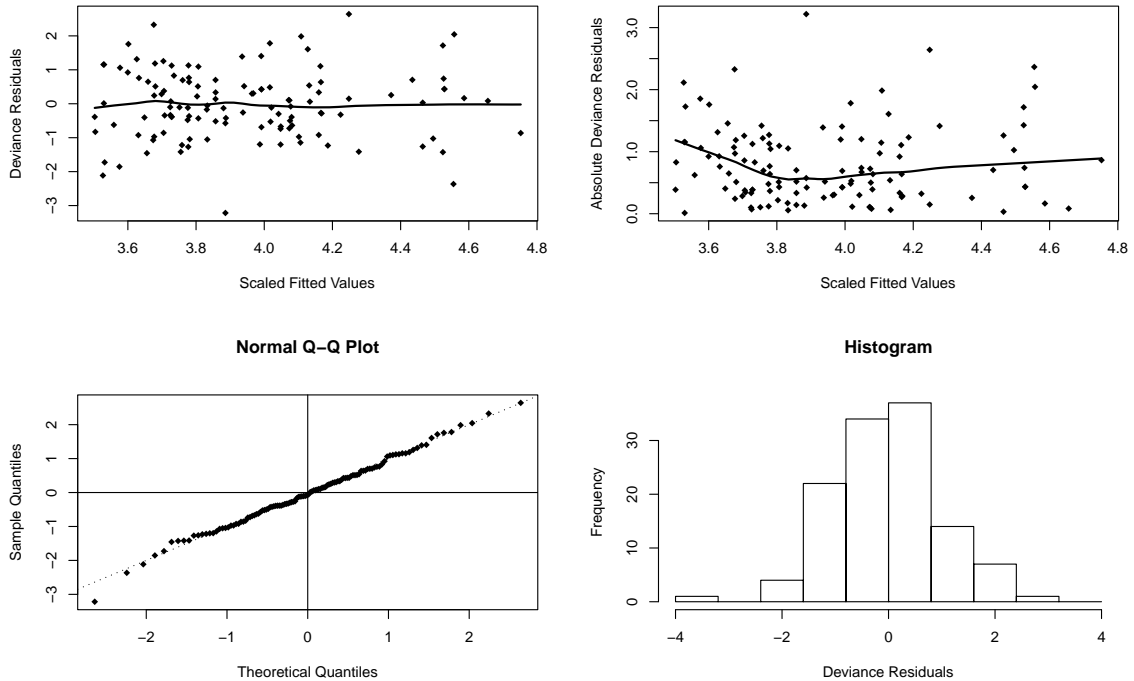 Deviance Residuals
2
1
0
−1
−2
−3
3.6 3.8 4.0 4.2 4.4 4.6 4.8
Scaled Fitted Values
Absolute Deviance Residuals
3.0
2.0
1.0
0.0
3.6 3.8 4.0 4.2 4.4 4.6 4.8
Scaled Fitted Values
Normal Q−Q Plot
Sample Quantiles
2
1
0
−1
−2
−3
−2 −1 0 1 2
Theoretical Quantiles
Histogram
Frequency
30
20
10
0
−4 −2 0 2 4
Deviance Residuals